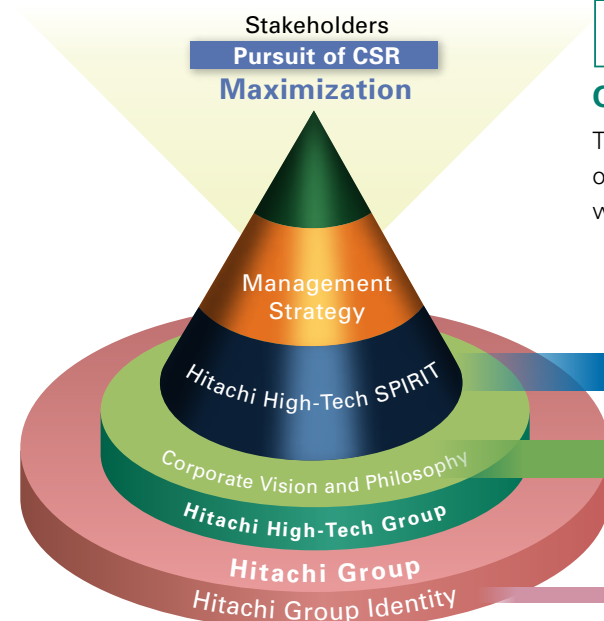 Stakeholders
Pursuit of CSR
Maximization
Management
Strategy
Hitachi High-Tech SPIRIT
Corporate Vision and Philosophy
Hitachi High-Tech Group
Hitachi Group
Hitachi Group Identity